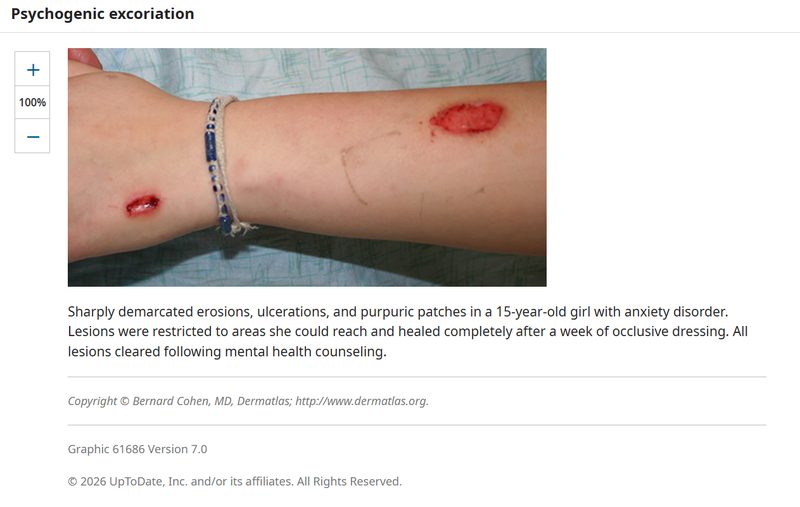 Psychogenic excoriation
+
100%
−
Sharply demarcated erosions, ulcerations, and purpuric patches in a 15-year-old girl with anxiety disorder.
Lesions were restricted to areas she could reach and healed completely after a week of occlusive dressing. All
lesions cleared following mental health counseling.
Copyright © Bernard Cohen, MD, Dermatlas; http://www.dermatlas.org.
Graphic 61686 Version 7.0
© 2026 UpToDate, Inc. and/or its affiliates. All Rights Reserved.